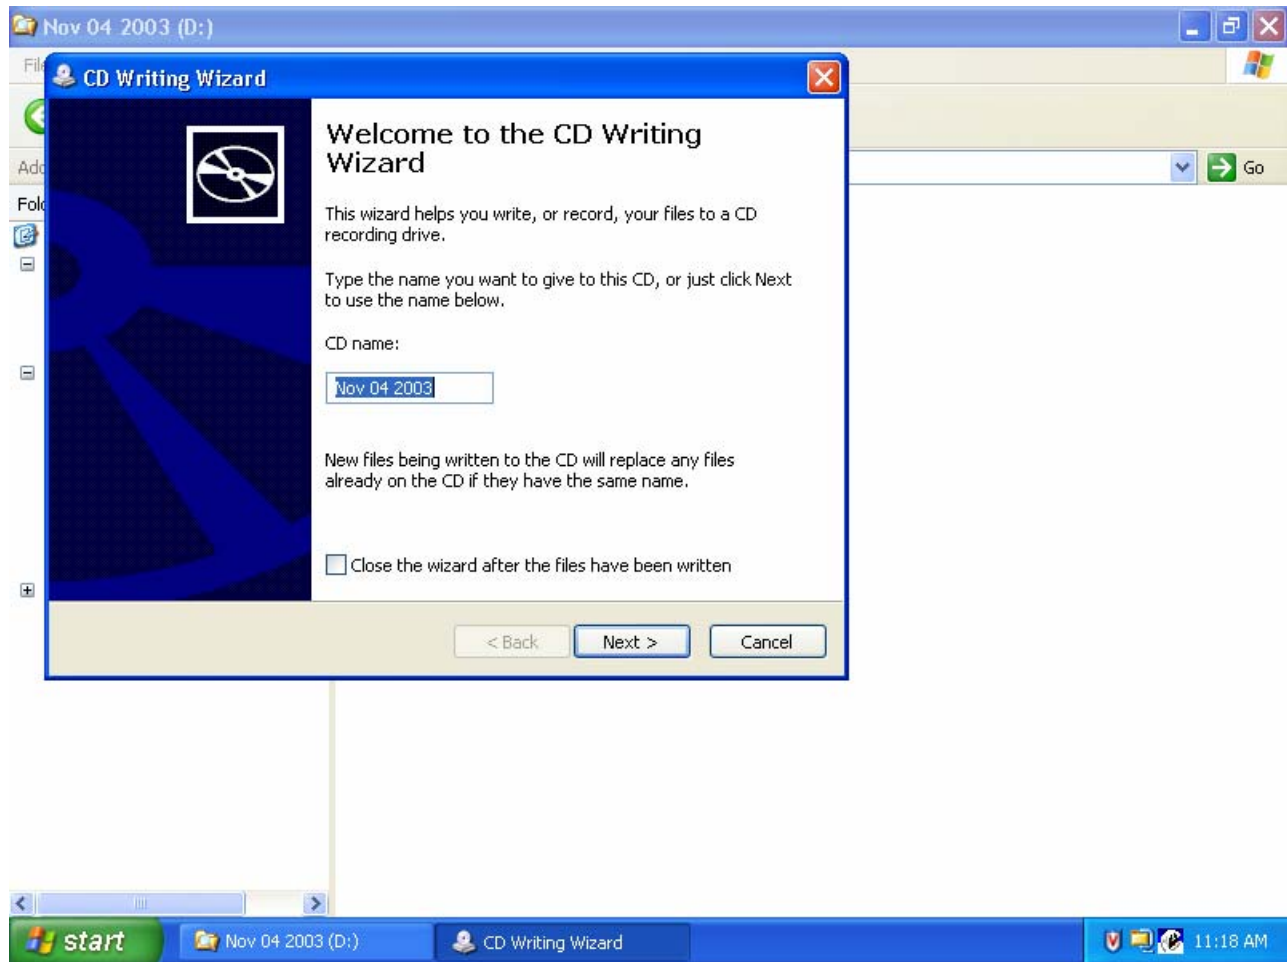 Nov 04 2003 (D:)
CD Writing Wizard
Welcome to the CD Writing
Wizard
Go
This wizard helps you write, or record, your files to a CD
recording drive.
Type the name you want to give to this CD, or just click Next
to use the name below.
CD name:
Nov 04 2003
New files being written to the CD will replace any files
already on the CD if they have the same name.
Close the wizard after the files have been written
< Back
Next >
Cancel
start
Nov 04 2003 (D:)
CD Writing Wizard
11:18 AM